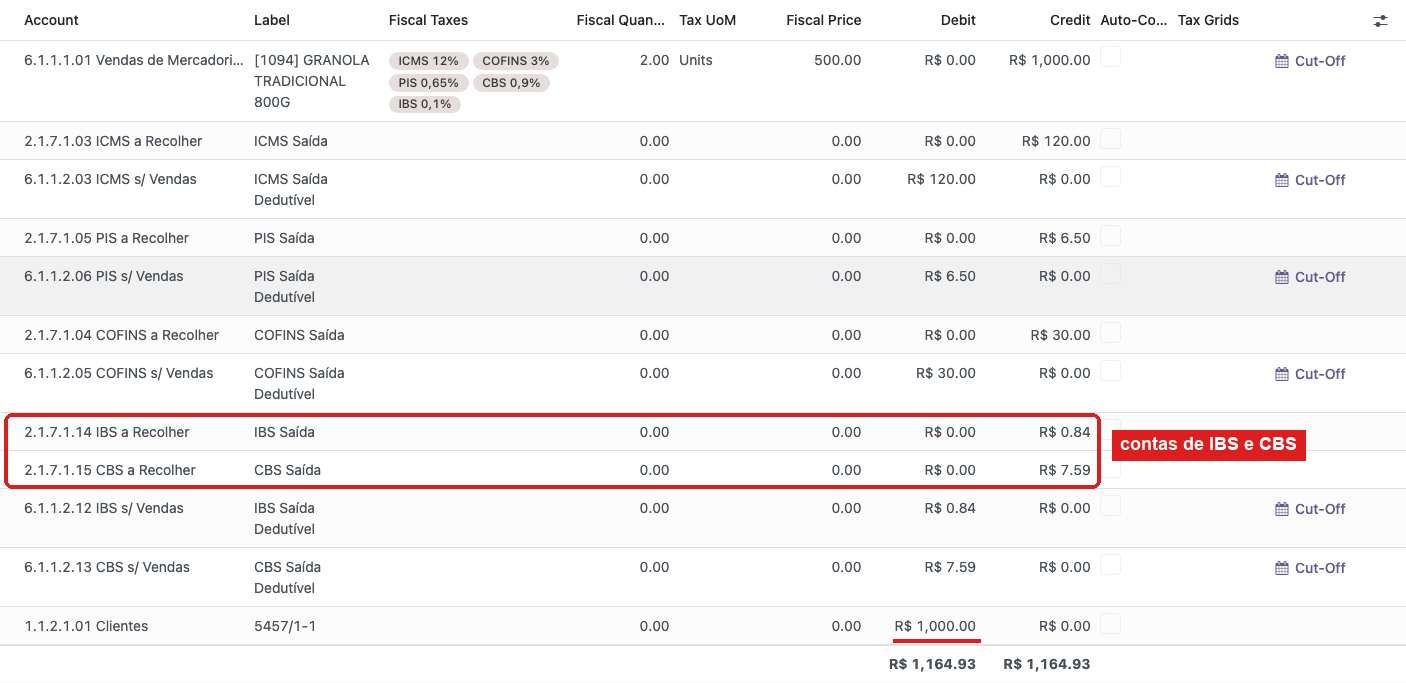 Account Label Fiscal Taxes Fiscal Quan... Tax UoM Fiscal Price Debit Credit Auto-Co... Tax Grids
6.1.1.1.01 Vendas de Mercadori... [1094] GRANOLA ICMS 12% COFINS 3% 2.00 Units 500.00 R$ 0.00 R$ 1,000.00 Cut-Off
TRADICIONAL PIS 0,65% CBS 0,9%
800G IBS 0,1%
2.1.7.1.03 ICMS a Recolher ICMS Saída 0.00 0.00 R$ 0.00 R$ 120.00
6.1.1.2.03 ICMS s/ Vendas ICMS Saída 0.00 0.00 R$ 120.00 R$ 0.00 Cut-Off
Dedutível
2.1.7.1.05 PIS a Recolher PIS Saída 0.00 0.00 R$ 0.00 R$ 6.50
6.1.1.2.06 PIS s/ Vendas PIS Saída 0.00 0.00 R$ 6.50 R$ 0.00 Cut-Off
Dedutível
2.1.7.1.04 COFINS a Recolher COFINS Saída 0.00 0.00 R$ 0.00 R$ 30.00
6.1.1.2.05 COFINS s/ Vendas COFINS Saída 0.00 0.00 R$ 30.00 R$ 0.00 Cut-Off
Dedutível
2.1.7.1.14 IBS a Recolher IBS Saída 0.00 0.00 R$ 0.00 R$ 0.84
contas de IBS e CBS
2.1.7.1.15 CBS a Recolher CBS Saída 0.00 0.00 R$ 0.00 R$ 7.59
6.1.1.2.12 IBS s/ Vendas IBS Saída 0.00 0.00 R$ 0.84 R$ 0.00 Cut-Off
Dedutível
6.1.1.2.13 CBS s/ Vendas CBS Saída 0.00 0.00 R$ 7.59 R$ 0.00 Cut-Off
Dedutível
1.1.2.1.01 Clientes 5457/1-1 0.00 0.00 R$ 1,000.00 R$ 0.00
R$ 1,164.93 R$ 1,164.93